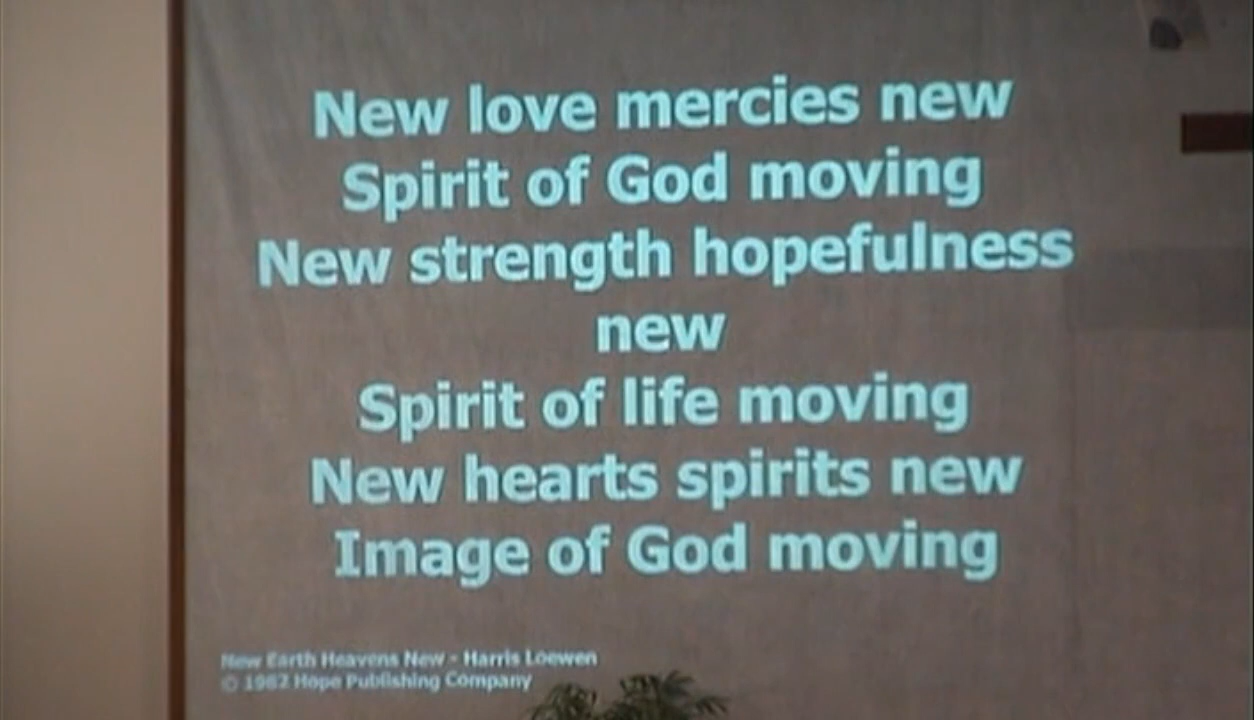 New love mercies new
Spirit of God moving
New strength hopefulness
new
Spirit of life moving
New hearts spirits new
Image of God moving
New Earth Heavens New - Harris Loewen
© 1982 Hope Publishing Company